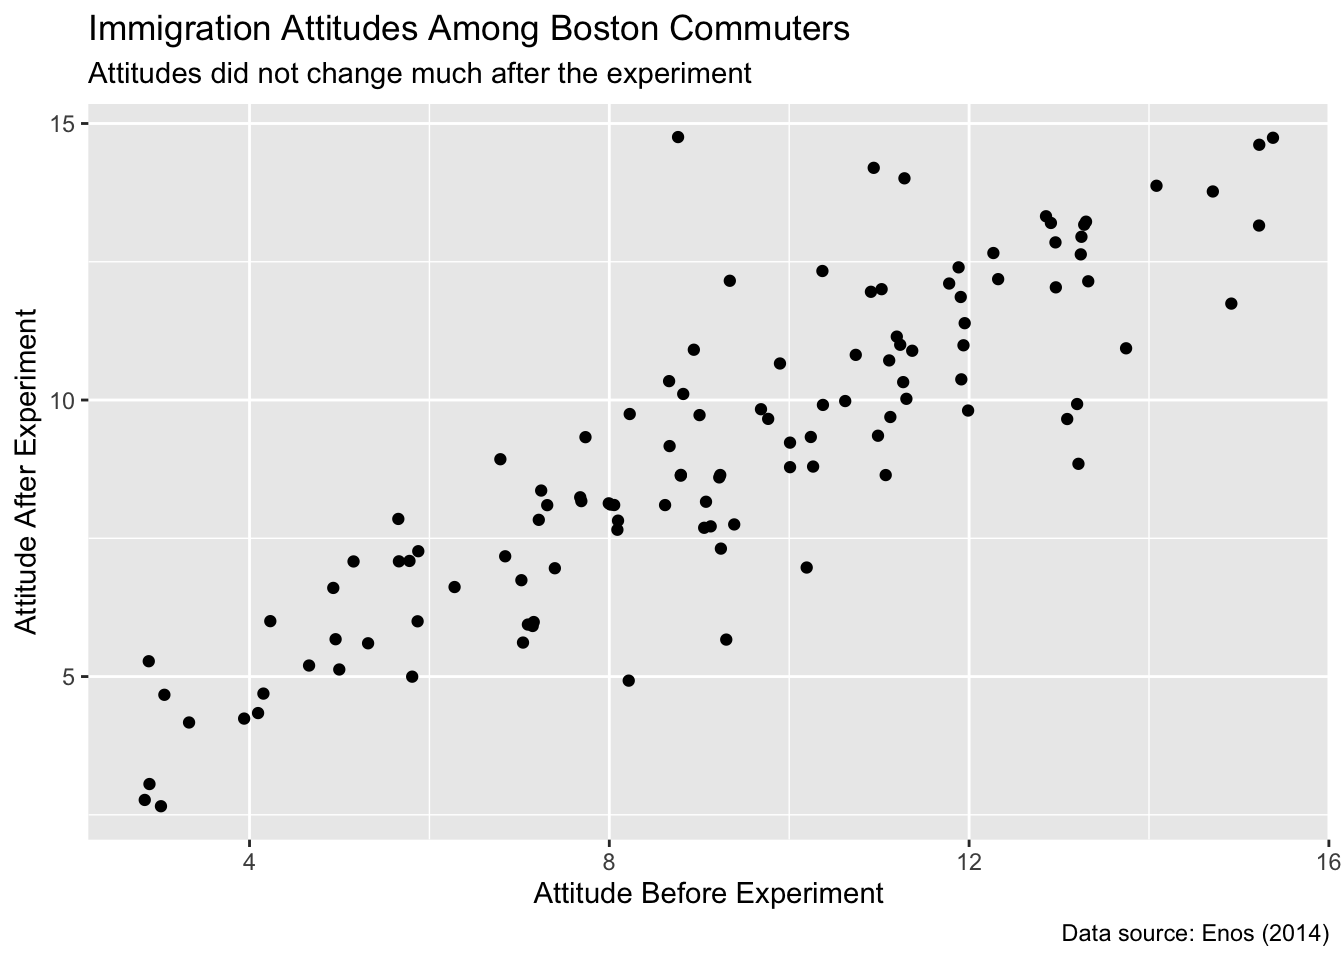 Immigration Attitudes Among Boston Commuters
Attitudes did not change much after the experiment
15
10
5
Attitude After Experiment
4
8
12
16
Attitude Before Experiment
Data source: Enos (2014)